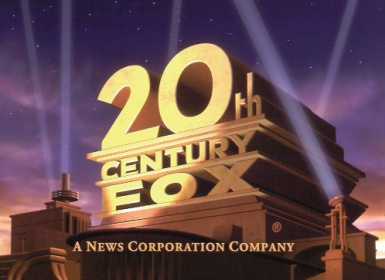 20th
CENTURY
FOX
®
A NEWS CORPORATION COMPANY